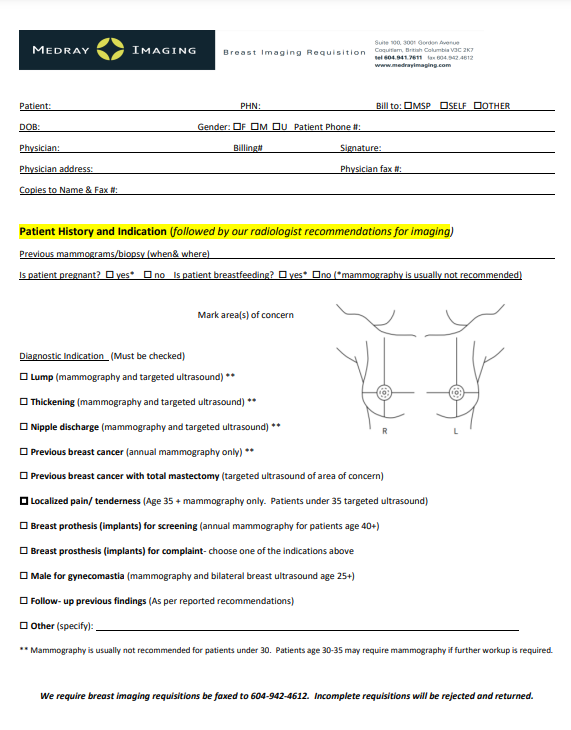 MEDRAY IMAGING
Breast Imaging Requisition
Suite 100, 3001 Gordon Avenue
Coquitlam, British Columbia V3C 2K7
tel 604.941.7611 fax 604.942.4612
www.medrayimaging.com
Patient: PHN: Bill to: ☐MSP ☐SELF ☐OTHER
DOB: Gender: ☐F ☐M ☐U Patient Phone #:
Physician: Billing# Signature:
Physician address: Physician fax #:
Copies to Name & Fax #:
Patient History and Indication (followed by our radiologist recommendations for imaging)
Previous mammograms/biopsy (when& where)
Is patient pregnant? ☐ yes* ☐ no Is patient breastfeeding? ☐ yes* ☐no (*mammography is usually not recommended)
Mark area(s) of concern
R L
Diagnostic Indication (Must be checked)
☐ Lump (mammography and targeted ultrasound) **
☐ Thickening (mammography and targeted ultrasound) **
☐ Nipple discharge (mammography and targeted ultrasound) **
☐ Previous breast cancer (annual mammography only) **
☐ Previous breast cancer with total mastectomy (targeted ultrasound of area of concern)
☐ Localized pain/ tenderness (Age 35 + mammography only. Patients under 35 targeted ultrasound)
☐ Breast prothesis (implants) for screening (annual mammography for patients age 40+)
☐ Breast prosthesis (implants) for complaint- choose one of the indications above
☐ Male for gynecomastia (mammography and bilateral breast ultrasound age 25+)
☐ Follow- up previous findings (As per reported recommendations)
☐ Other (specify):
** Mammography is usually not recommended for patients under 30. Patients age 30-35 may require mammography if further workup is required.
We require breast imaging requisitions be faxed to 604-942-4612. Incomplete requisitions will be rejected and returned.